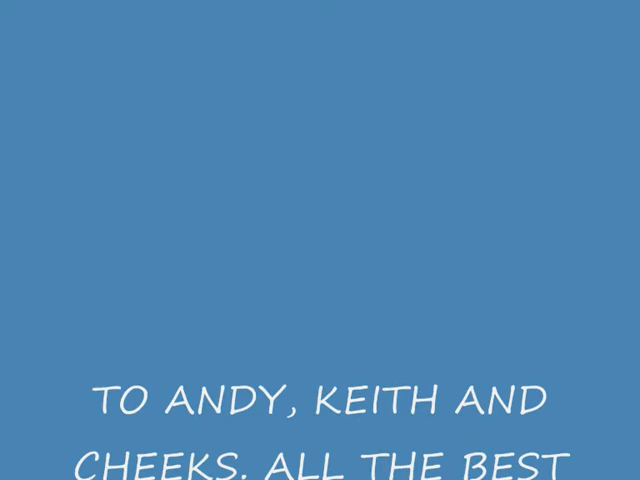 TO ANDY, KEITH AND
CHEEKS. ALL THE BEST